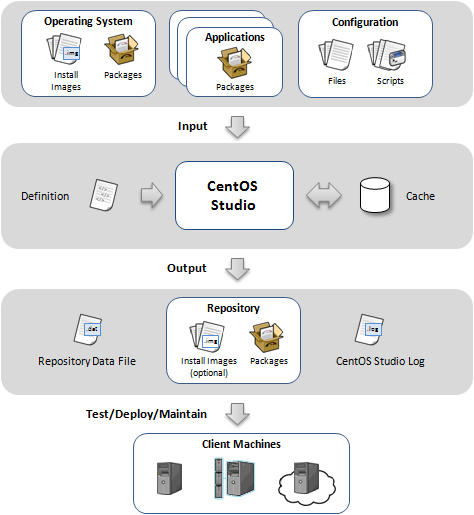 Operating System
Applications
Configuration
.img
Install
Images
Packages
Packages
Files
Scripts
Input
Definition
CentOS
Studio
Cache
Output
Repository
.dat
.img
.log
Repository Data File
Install Images
(optional)
Packages
CentOS Studio Log
Test/Deploy/Maintain
Client Machines